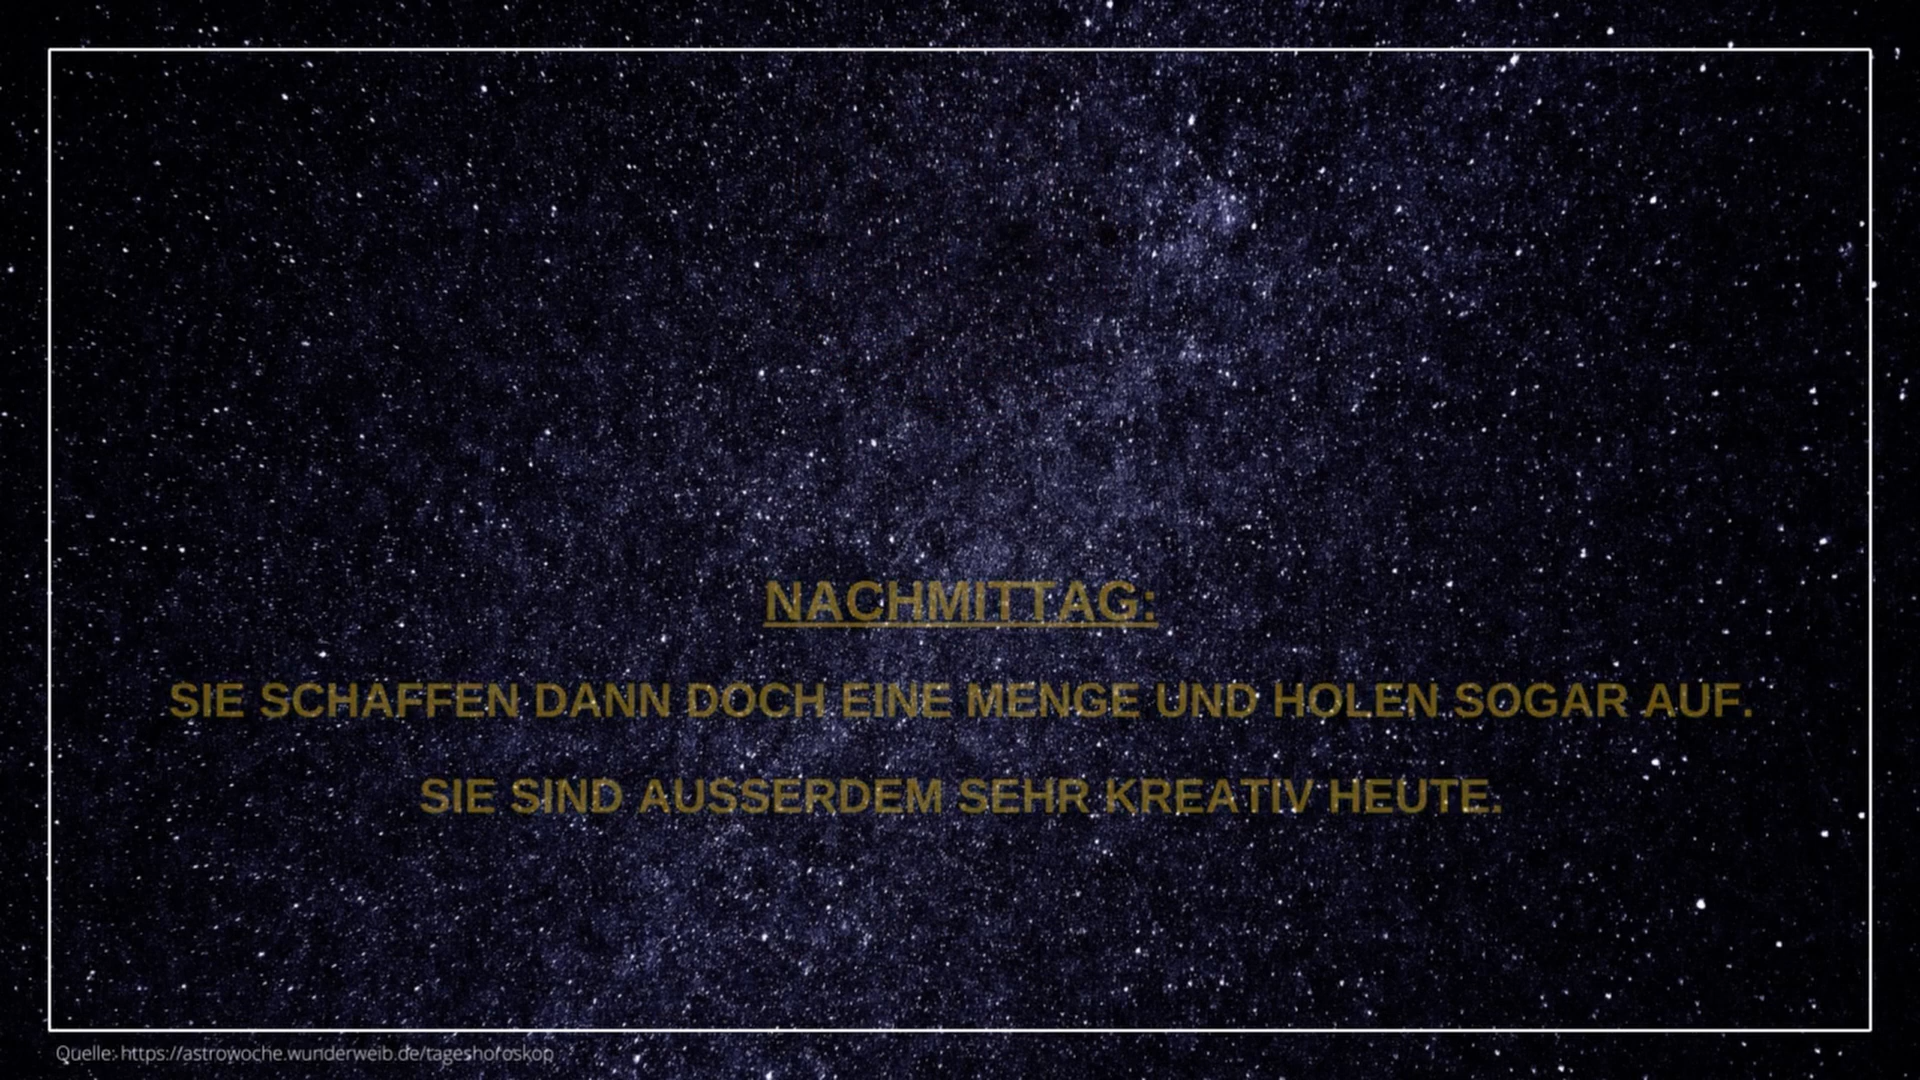 NACHMITTAG:
SIE SCHAFFEN DANN DOCH EINE MENGE UND HOLEN SOGAR AUF.
SIE SIND AUSSERDEM SEHR KREATIV HEUTE.
Quelle: https://astrowoche.wunderweib.de/tageshoroskop